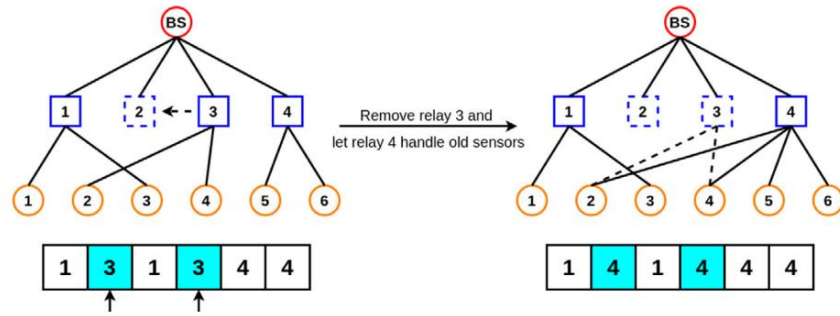 BS
BS
1 2 3 4
1 2 3 4
Remove relay 3 and
let relay 4 handle old sensors
1 2 3 4 5 6
1 2 3 4 5 6
1 3 1 3 4 4
1 4 1 4 4 4